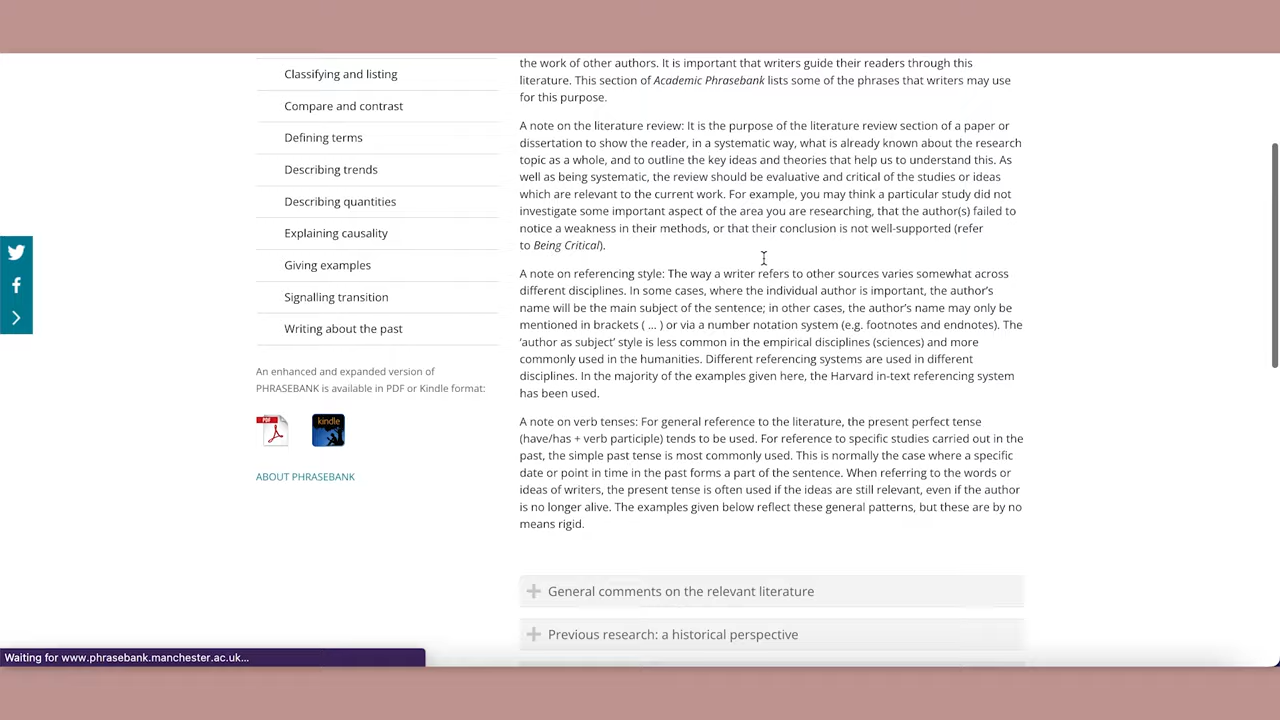 Classifying and listing
Compare and contrast
Defining terms
Describing trends
Describing quantities
Explaining causality
Giving examples
Signalling transition
Writing about the past
An enhanced and expanded version of
PHRASEBANK is available in PDF or Kindle format:
PDF
kindle
ABOUT PHRASEBANK
the work of other authors. It is important that writers guide their readers through this
literature. This section of Academic Phrasebank lists some of the phrases that writers may use
for this purpose.
A note on the literature review: It is the purpose of the literature review section of a paper or
dissertation to show the reader, in a systematic way, what is already known about the research
topic as a whole, and to outline the key ideas and theories that help us to understand this. As
well as being systematic, the review should be evaluative and critical of the studies or ideas
which are relevant to the current work. For example, you may think a particular study did not
investigate some important aspect of the area you are researching, that the author(s) failed to
notice a weakness in their methods, or that their conclusion is not well-supported (refer
to Being Critical).
A note on referencing style: The way a writer refers to other sources varies somewhat across
different disciplines. In some cases, where the individual author is important, the author’s
name will be the main subject of the sentence; in other cases, the author’s name may only be
mentioned in brackets ( … ) or via a number notation system (e.g. footnotes and endnotes). The
‘author as subject’ style is less common in the empirical disciplines (sciences) and more
commonly used in the humanities. Different referencing systems are used in different
disciplines. In the majority of the examples given here, the Harvard in-text referencing system
has been used.
A note on verb tenses: For general reference to the literature, the present perfect tense
(have/has + verb participle) tends to be used. For reference to specific studies carried out in the
past, the simple past tense is most commonly used. This is normally the case where a specific
date or point in time in the past forms a part of the sentence. When referring to the words or
ideas of writers, the present tense is often used if the ideas are still relevant, even if the author
is no longer alive. The examples given below reflect these general patterns, but these are by no
means rigid.
General comments on the relevant literature
Previous research: a historical perspective
Waiting for www.phrasebank.manchester.ac.uk...